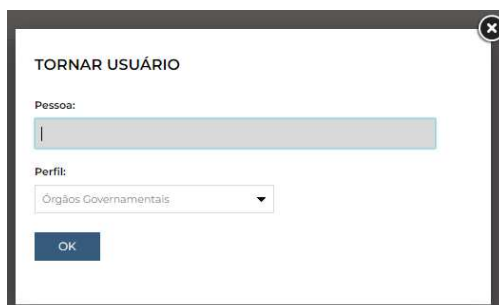 TORNAR USUÁRIO
Pessoa:
Perfil:
Órgãos Governamentais
OK